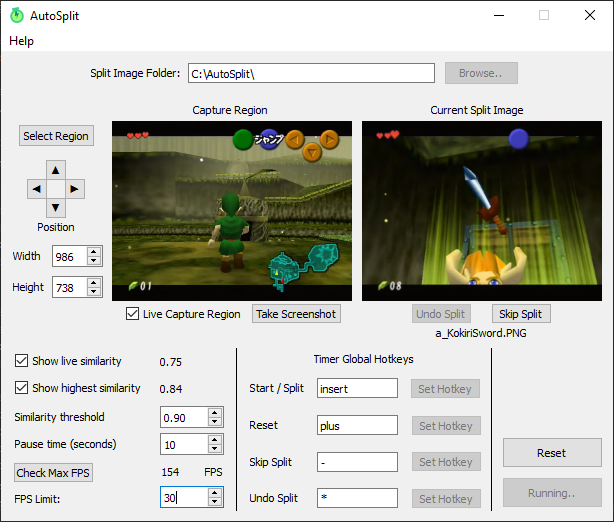 AutoSplit
Help
Split Image Folder: C:\AutoSplit\ Browse..
Capture Region Current Split Image
Select Region
ジャンプ
Position
Width 986
Height 738
01
08
Live Capture Region Take Screenshot Undo Split Skip Split
a_KokiriSword.PNG
Show live similarity 0.75
Show highest similarity 0.84
Similarity threshold 0.90
Pause time (seconds) 10
Check Max FPS 154 FPS
FPS Limit: 30
Timer Global Hotkeys
Start / Split insert Set Hotkey
Reset plus Set Hotkey
Skip Split - Set Hotkey
Undo Split * Set Hotkey
Reset
Running..